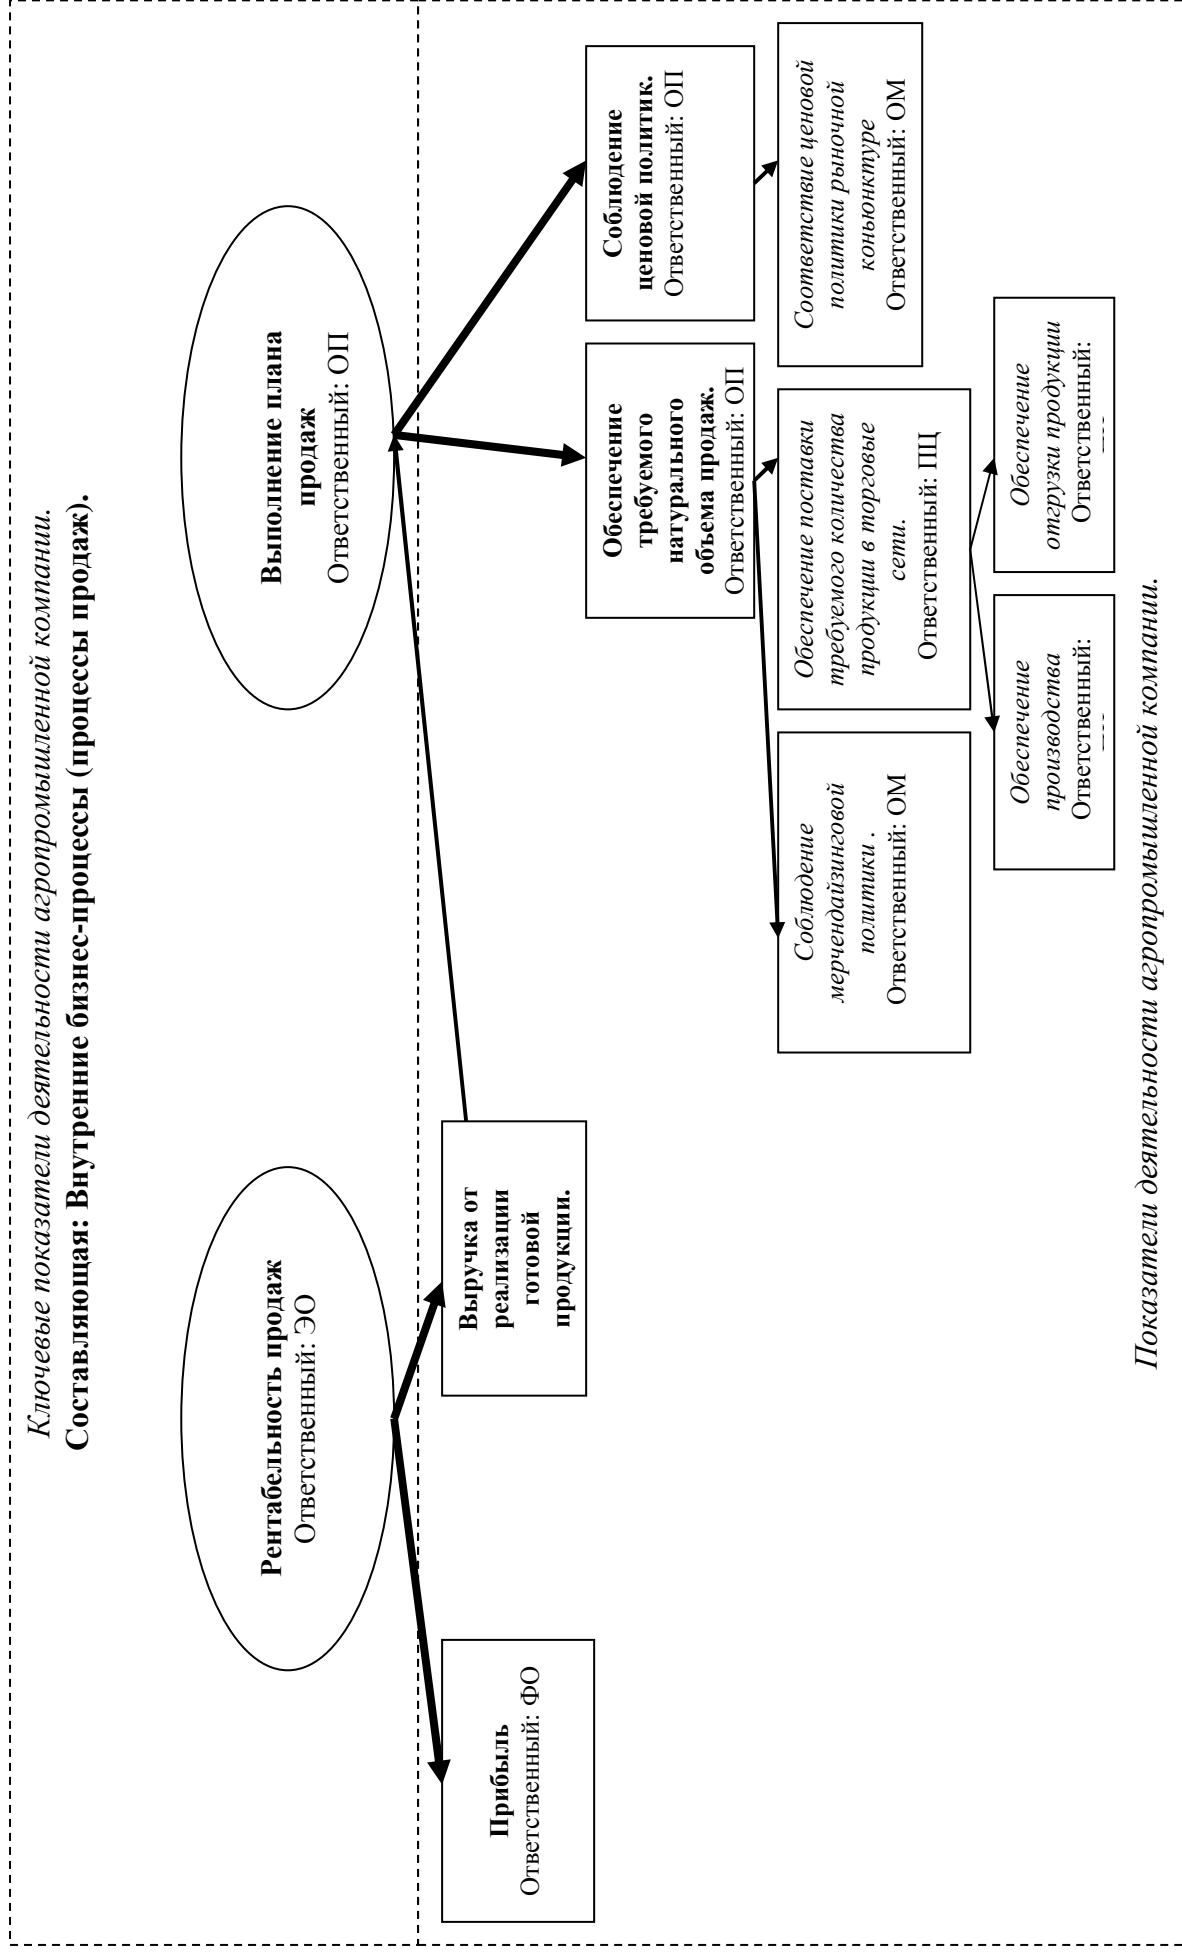 Ключевые показатели деятельности агропромышленной компании.
Составляющая: Внутренние бизнес-процессы (процессы продаж).
Рентабельность продаж
Ответственный: ЭО
Выполнение плана
продаж
Ответственный: ОП
Прибыль
Ответственный: ФО
Выручка от
реализации
готовой
продукции.
Обеспечение
требуемого
натурального
объема продаж.
Ответственный: ОП
Соблюдение
ценовой политик.
Ответственный: ОП
Соблюдение
мерчендайзинговой
политики .
Ответственный: ОМ
Обеспечение поставки
требуемого количества
продукции в торговые
сети.
Ответственный: ПЦ
Соответствие ценовой
политики рыночной
коньюнктуре
Ответственный: ОМ
Обеспечение
производства
Ответственный:
Обеспечение
отгрузки продукции
Ответственный:
Показатели деятельности агропромышленной компании.